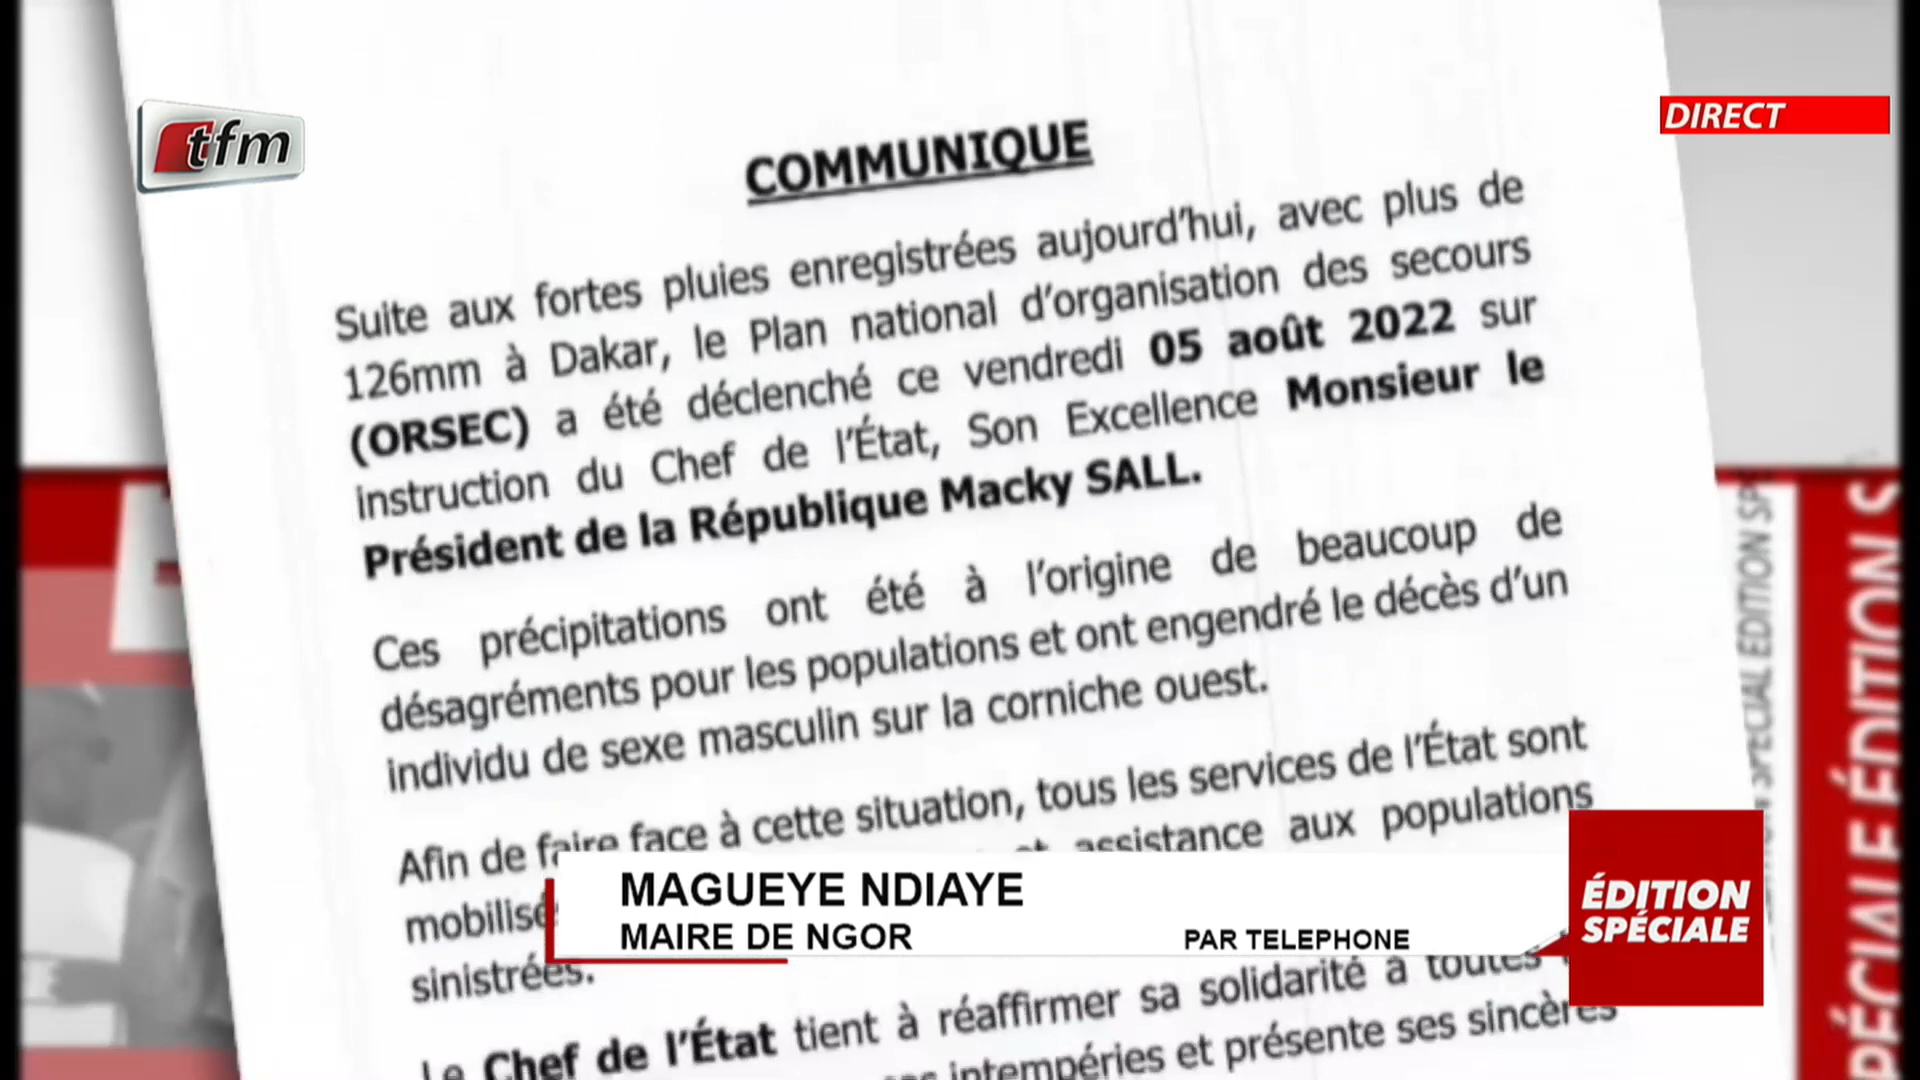 tfm
DIRECT
COMMUNIQUE
Suite aux fortes pluies enregistrées aujourd’hui, avec plus de
126mm à Dakar, le Plan national d’organisation des secours
(ORSEC) a été déclenché ce vendredi 05 août 2022 sur
instruction du Chef de l’État, Son Excellence Monsieur le
Président de la République Macky SALL.
Ces précipitations ont été à l’origine de beaucoup de
désagréments pour les populations et ont engendré le décès d’un
individu de sexe masculin sur la corniche ouest.
Afin de faire face à cette situation, tous les services de l’État sont
assistance aux populations
sinistrées.
Le Chef de l’État tient à réaffirmer sa solidarité à toutes
intempéries et présente ses sincères
MAGUEYE NDIAYE
MAIRE DE NGOR PAR TELEPHONE
ÉDITION
SPÉCIALE
SPECIAL EDITION
SPÉCIALE ÉDITION